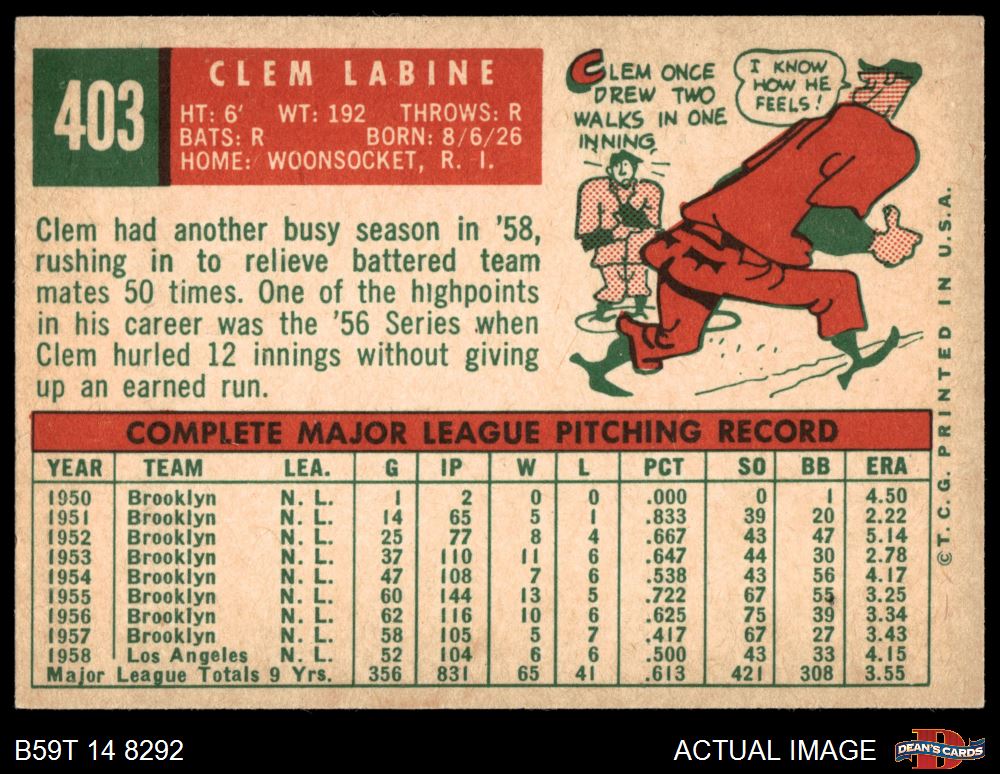 403
CLEM LABINE
HT: 6' WT: 192 THROWS: R
BATS: R BORN: 8/6/26
HOME: WOONSOCKET, R. I.
CLEM ONCE
DREW TWO
WALKS IN ONE
INNING
I KNOW
HOW HE
FEELS!
Clem had another busy season in '58,
rushing in to relieve battered team
mates 50 times. One of the highpoints
in his career was the '56 Series when
Clem hurled 12 innings without giving
up an earned run.
COMPLETE MAJOR LEAGUE PITCHING RECORD
YEAR TEAM LEA. G IP W L PCT SO BB ERA
1950 Brooklyn N. L. 1 2 0 0 .000 0 1 4.50
1951 Brooklyn N. L. 14 65 5 1 .833 39 20 2.22
1952 Brooklyn N. L. 25 77 8 4 .667 43 47 5.14
1953 Brooklyn N. L. 37 110 11 6 .647 44 30 2.78
1954 Brooklyn N. L. 47 108 7 6 .538 43 56 4.17
1955 Brooklyn N. L. 60 144 13 5 .722 67 55 3.25
1956 Brooklyn N. L. 62 116 10 6 .625 75 39 3.34
1957 Brooklyn N. L. 58 105 5 7 .417 67 27 3.43
1958 Los Angeles N. L. 52 104 6 6 .500 43 33 4.15
Major League Totals 9 Yrs. 356 831 65 41 .613 421 308 3.55
© T. C. G. PRINTED IN U.S.A.
B59T 14 8292
ACTUAL IMAGE
D
DEAN'S CARDS